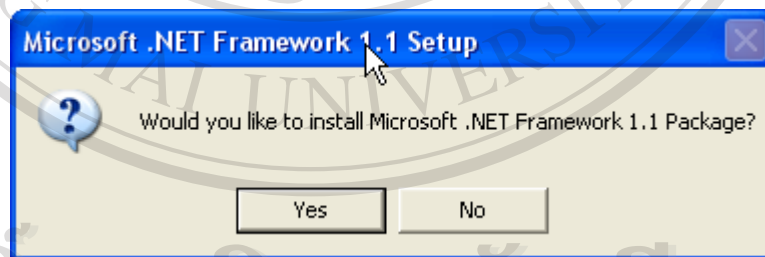 Microsoft .NET Framework 1.1 Setup
Would you like to install Microsoft .NET Framework 1.1 Package?
Yes
No